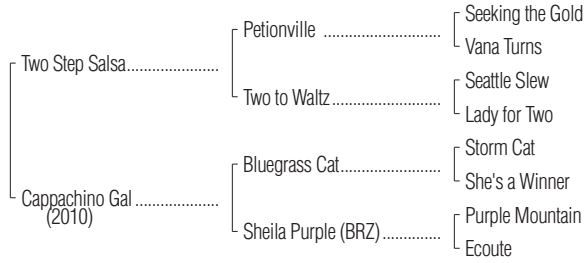 Seeking the Gold
Petionville
Vana Turns
Two Step Salsa
Seattle Slew
Two to Waltz
Lady for Two
Storm Cat
Bluegrass Cat
She's a Winner
Cappachino Gal
(2010)
Purple Mountain
Sheila Purple (BRZ)
Ecoute